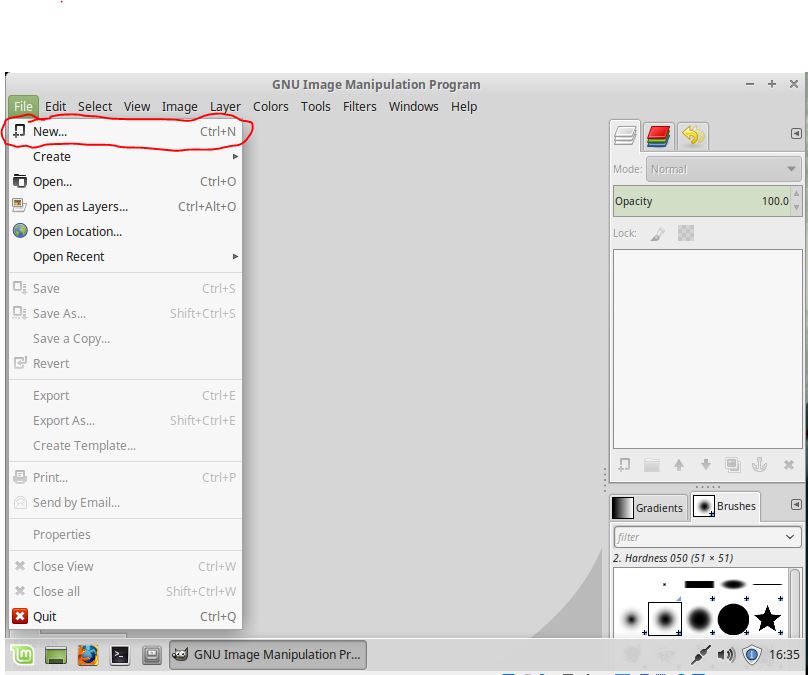 GNU Image Manipulation Program
File Edit Select View Image Layer Colors Tools Filters Windows Help
New... Ctrl+N
Create
Open... Ctrl+O
Open as Layers... Ctrl+Alt+O
Open Location...
Open Recent
Save Ctrl+S
Save As... Shift+Ctrl+S
Save a Copy...
Revert
Export Ctrl+E
Export As... Shift+Ctrl+E
Create Template...
Print... Ctrl+P
Send by Email...
Properties
Close View Ctrl+W
Close all Shift+Ctrl+W
Quit Ctrl+Q
Mode: Normal
Opacity 100.0
Lock:
Gradients Brushes
filter
2. Hardness 050 (51 × 51)
GNU Image Manipulation Pr... 16:35